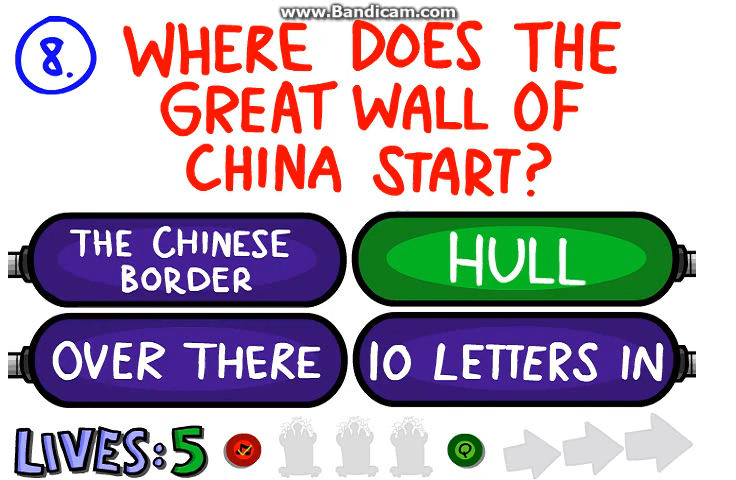 www.Bandicam.com
8. WHERE DOES THE
GREAT WALL OF
CHINA START?
THE CHINESE
BORDER
HULL
OVER THERE
10 LETTERS IN
LIVES:5
Q